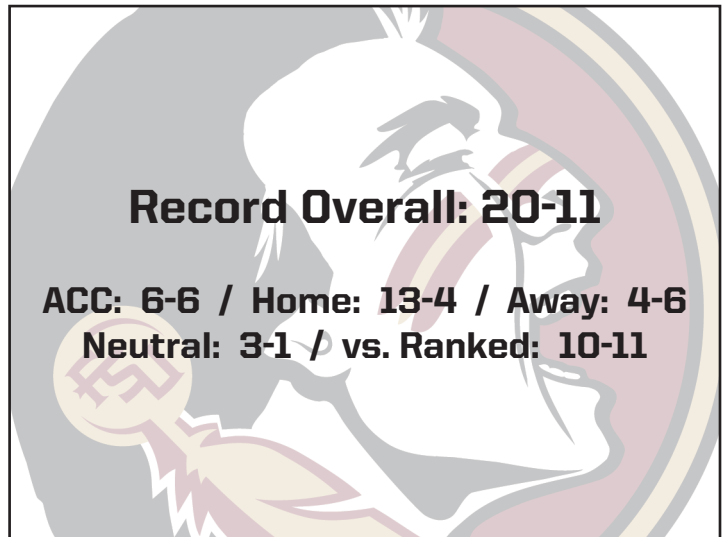 Record Overall: 20-11
ACC: 6-6 / Home: 13-4 / Away: 4-6
Neutral: 3-1 / vs. Ranked: 10-11
FSU